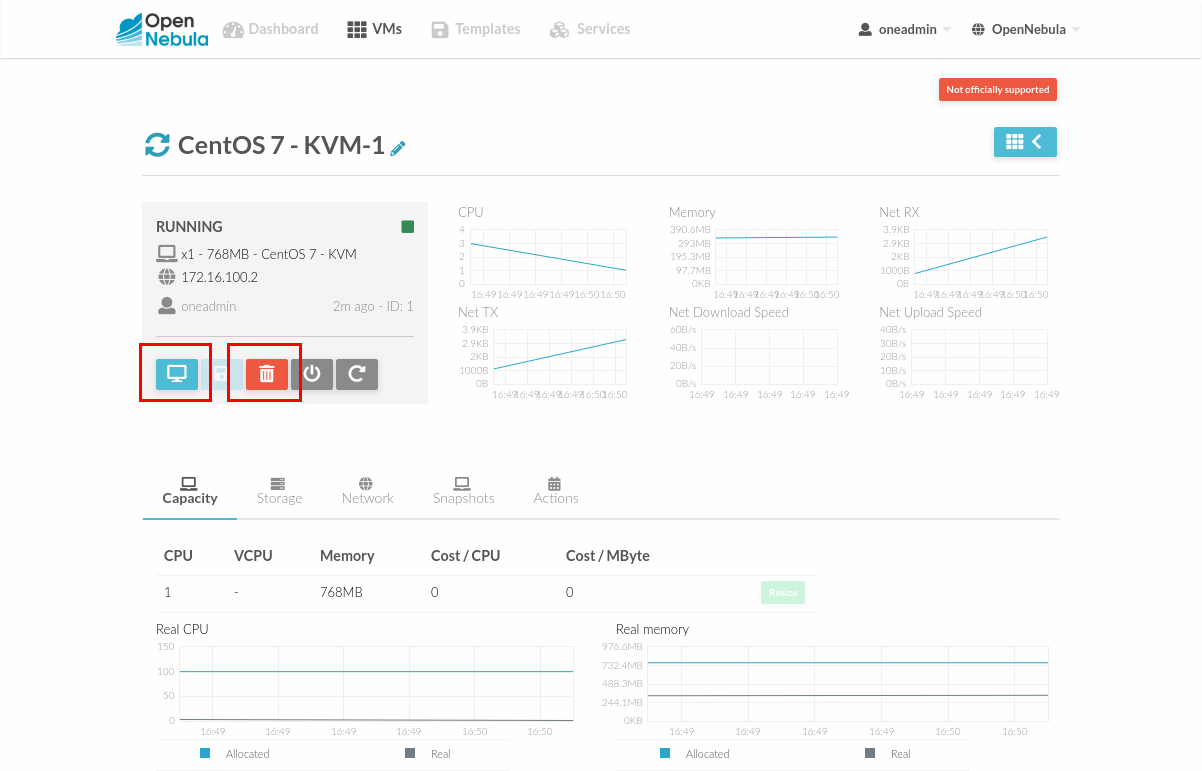 Open Nebula
Dashboard VMs Templates Services oneadmin OpenNebula
Not officially supported
CentOS 7 - KVM-1
RUNNING
x1 - 768MB - CentOS 7 - KVM
172.16.100.2
oneadmin 2m ago - ID: 1
CPU
4
3
2
1
0
16:49 16:49 16:49 16:49 16:50 16:50
Memory
390.6MB
293MB
195.3MB
97.7MB
0KB
16:49 16:49 16:49 16:49 16:50 16:50
Net RX
3.9KB
2.9KB
2KB
1000B
0B
16:49 16:49 16:49 16:49 16:50 16:50
Net TX
3.9KB
2.9KB
2KB
1000B
0B
16:49 16:49 16:49 16:49 16:50 16:50
Net Download Speed
60B/s
40B/s
20B/s
0B/s
16:49 16:49 16:49 16:49 16:49
Net Upload Speed
40B/s
30B/s
20B/s
10B/s
0B/s
16:49 16:49 16:49 16:49 16:49
Capacity Storage Network Snapshots Actions
CPU VCPU Memory Cost / CPU Cost / MByte
1 - 768MB 0 0 Resize
Real CPU
150
100
50
0
16:49 16:49 16:49 16:49 16:50 16:50
Allocated Real
Real memory
976.6MB
732.4MB
488.3MB
244.1MB
0KB
16:49 16:49 16:49 16:49 16:50 16:50
Allocated Real